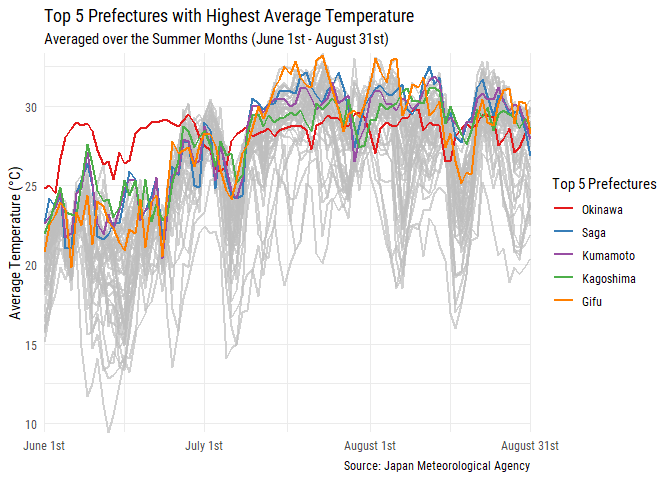 Top 5 Prefectures with Highest Average Temperature
Averaged over the Summer Months (June 1st - August 31st)
Average Temperature (°C)
30
25
20
15
10
June 1st
July 1st
August 1st
August 31st
Top 5 Prefectures
Okinawa
Saga
Kumamoto
Kagoshima
Gifu
Source: Japan Meteorological Agency